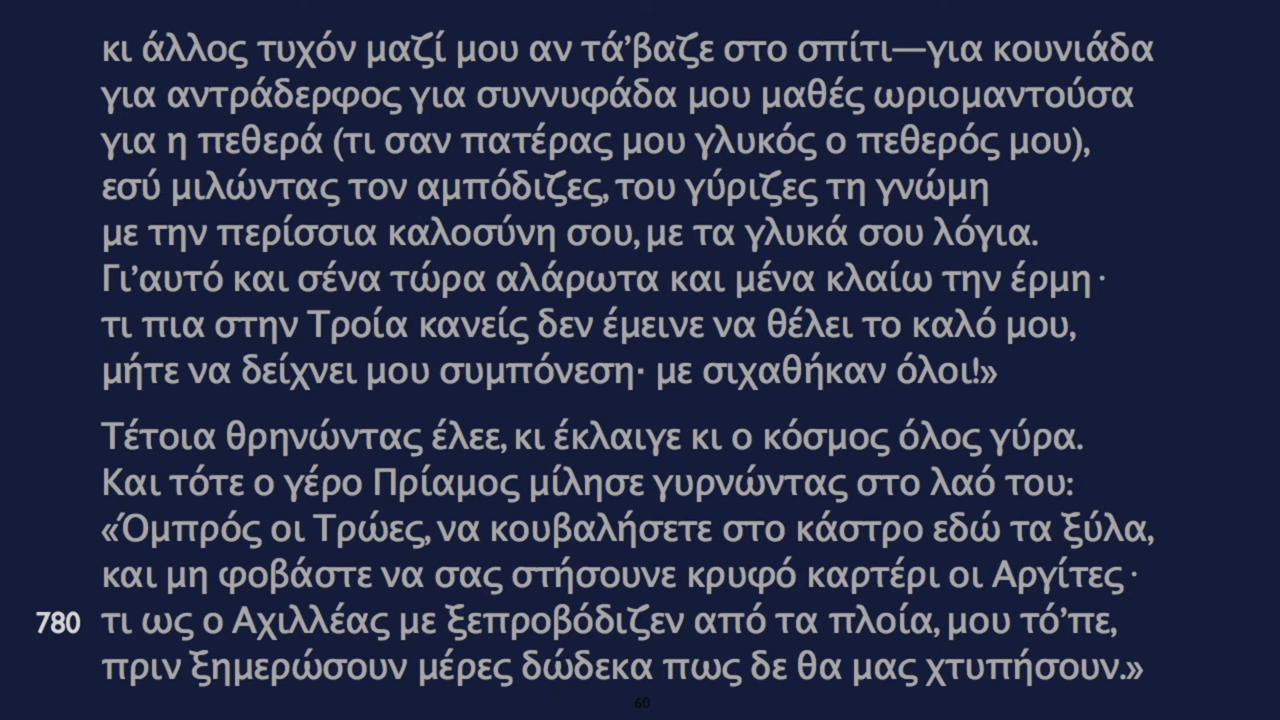 κι άλλος τυχόν μαζί μου αν τά’βαζε στο σπίτι—για κουνιάδα
για αντράδερφος για συννυφάδα μου μαθές ωριομαντούσα
για η πεθερά (τι σαν πατέρας μου γλυκός ο πεθερός μου),
εσύ μιλώντας τον αμπόδιζες, του γύριζες τη γνώμη
με την περίσσια καλοσύνη σου, με τα γλυκά σου λόγια.
Γι’αυτό και σένα τώρα αλάρωτα και μένα κλαίω την έρμη·
τι πια στην Τροία κανείς δεν έμεινε να θέλει το καλό μου,
μήτε να δείχνει μου συμπόνεση· με σιχαθήκαν όλοι!»
Τέτοια θρηνώντας έλεε, κι έκλαιγε κι ο κόσμος όλος γύρα.
Και τότε ο γέρο Πρίαμος μίλησε γυρνώντας στο λαό του:
«Όμπρός οι Τρώες, να κουβαλήσετε στο κάστρο εδώ τα ξύλα,
και μη φοβάστε να σας στήσουνε κρυφό καρτέρι οι Αργίτες·
780 τι ως ο Αχιλλέας με ξεπροβόδιζεν από τα πλοία, μου τό’πε,
πριν ξημερώσουν μέρες δώδεκα πως δε θα μας χτυπήσουν.»
60